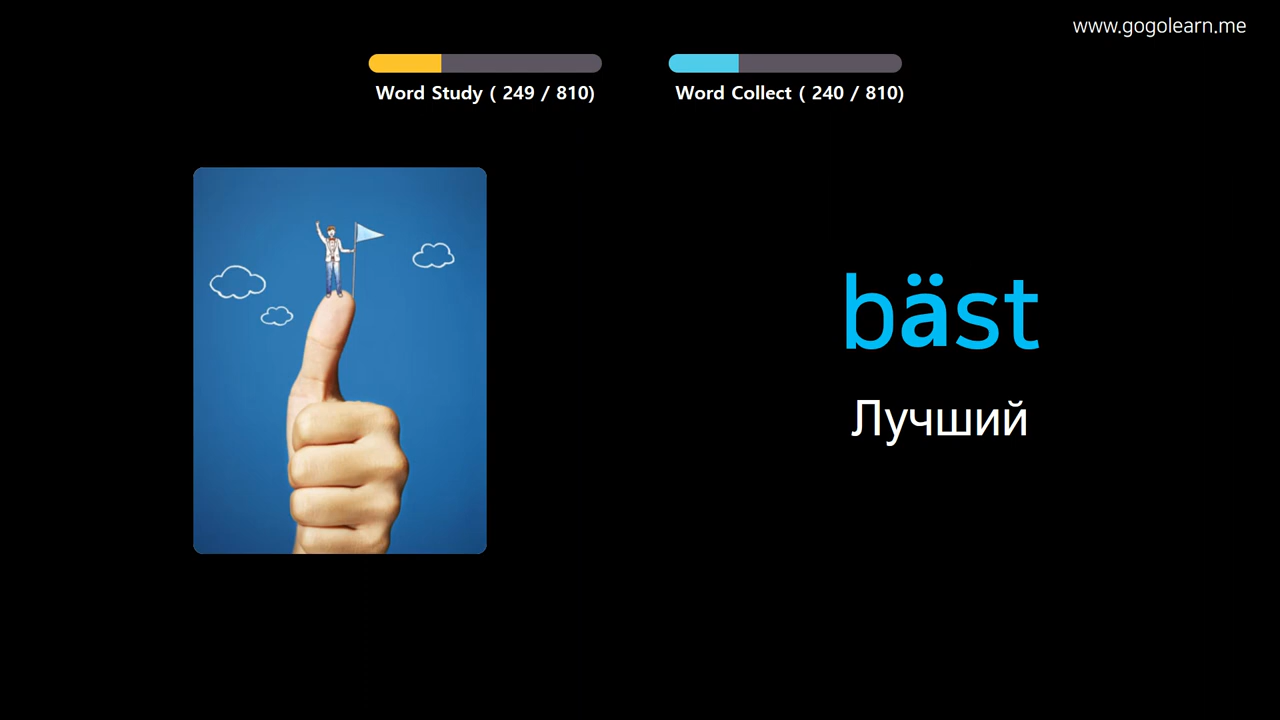 www.gogolearn.me
Word Study ( 249 / 810)
Word Collect ( 240 / 810)
bäst
Лучший